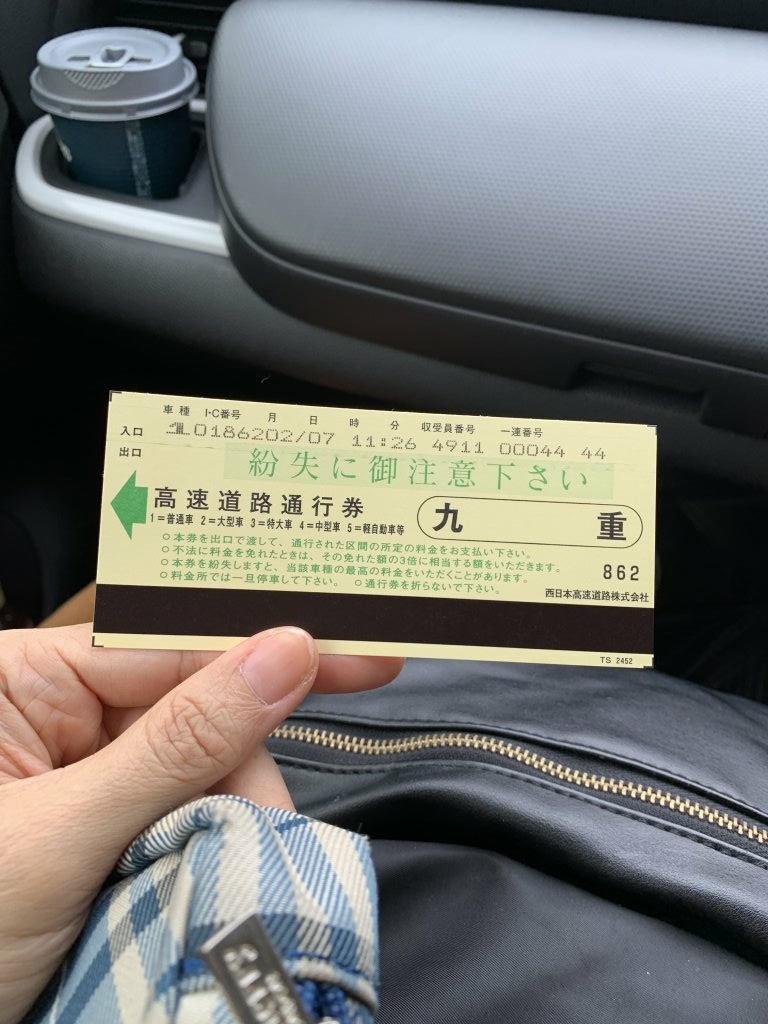 車種 I·C番号 月 日 時 分 収受員番号 一連番号
入口 1L0186202/07 11:26 4911 00044 44
出口
紛失に御注意下さい
高速道路通行券
九重
1=普通車 2=大型車 3=特大車 4=中型車 5=軽自動車等
○本券を出口で渡して、通行された区間の所定の料金をお支払い下さい。
○不法に料金を免れたときは、その免れた額の3倍に相当する額をいただきます。
○本券を紛失しますと、当該車種の最高の料金をいただくことがあります。
○料金所では一旦停車して下さい。 ○通行券を折らないで下さい。
862
西日本高速道路株式会社
TS 2452